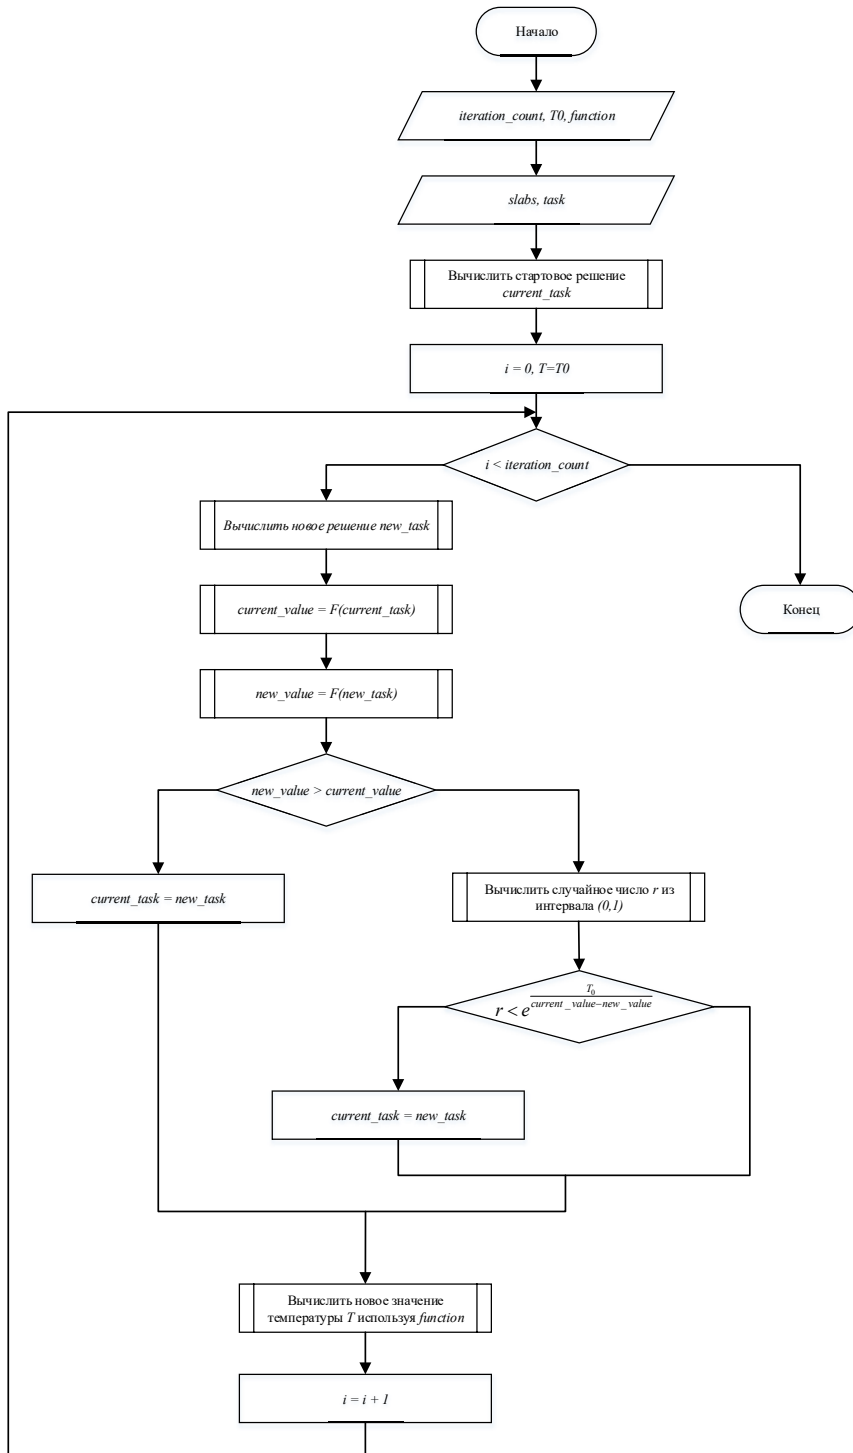 Начало
iteration_count, T0, function
slabs, task
Вычислить стартовое решение
current_task
i = 0, T=T0
i < iteration_count
Вычислить новое решение new_task
current_value = F(current_task)
Конец
new_value = F(new_task)
new_value > current_value
current_task = new_task
Вычислить случайное число r из
интервала (0,1)
r < e^(T₀/(current_value−new_value))
current_task = new_task
Вычислить новое значение
температуры T используя function
i = i + 1